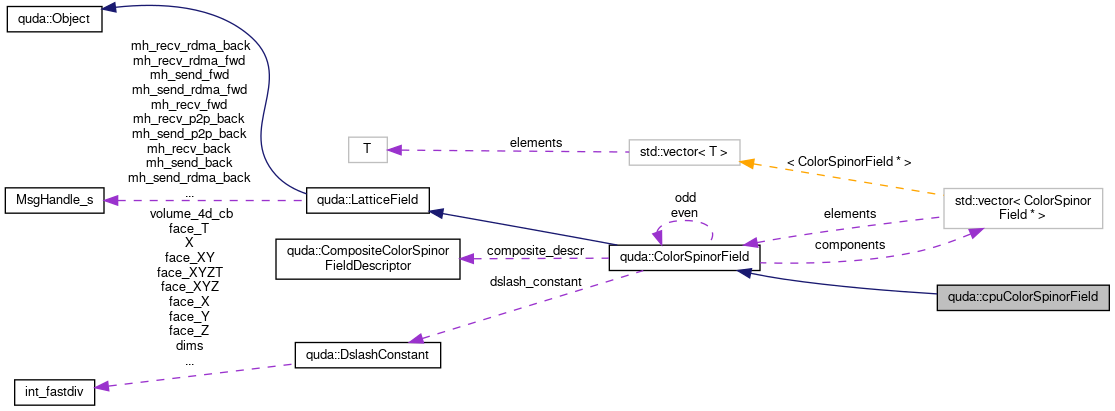 quda::Object
mh_recv_rdma_back
mh_recv_rdma_fwd
mh_send_fwd
mh_send_rdma_fwd
mh_recv_fwd
mh_recv_p2p_back
mh_send_p2p_back
mh_recv_back
mh_send_back
mh_send_rdma_back
...
T
elements
std::vector< T >
< ColorSpinorField * >
MsgHandle_s
quda::LatticeField
std::vector< ColorSpinor
Field * >
odd
even
elements
components
volume_4d_cb
face_T
X
face_XY
face_XYZT
face_XYZ
face_X
face_Y
face_Z
dims
...
quda::CompositeColorSpinor
FieldDescriptor
composite_descr
quda::ColorSpinorField
dslash_constant
quda::cpuColorSpinorField
quda::DslashConstant
int_fastdiv